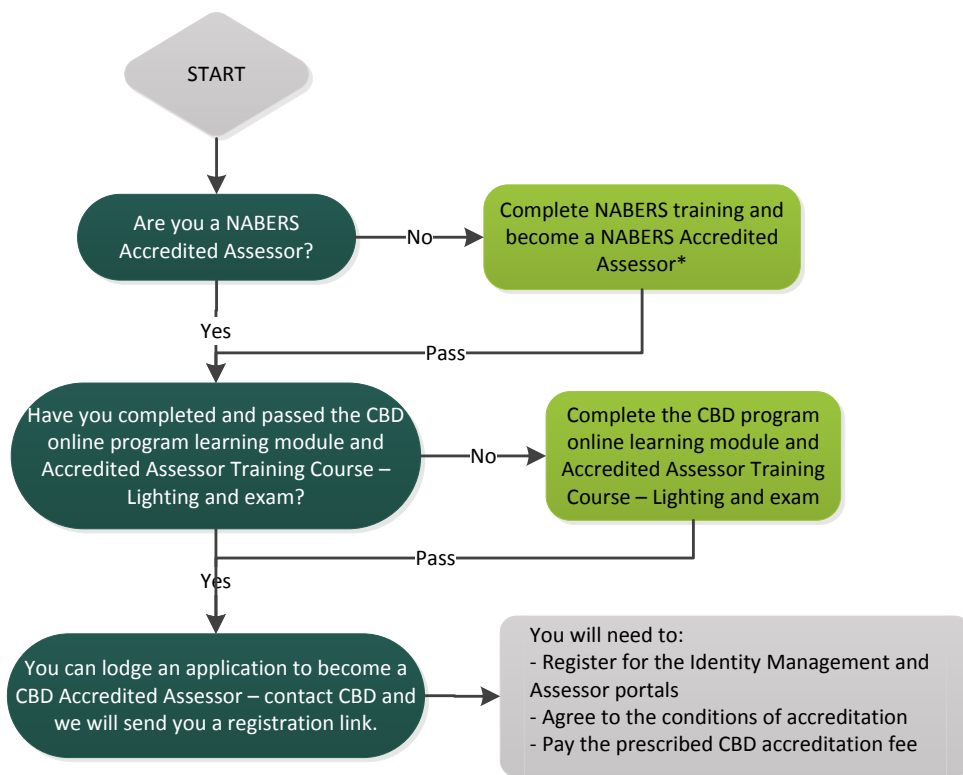 START
Are you a NABERS
Accredited Assessor?
No
Complete NABERS training and
become a NABERS Accredited
Assessor*
Yes
Pass
Have you completed and passed the CBD
online program learning module and
Accredited Assessor Training Course –
Lighting and exam?
No
Complete the CBD program
online learning module and
Accredited Assessor Training
Course – Lighting and exam
Pass
Yes
You can lodge an application to become a
CBD Accredited Assessor – contact CBD and
we will send you a registration link.
You will need to:
- Register for the Identity Management and
Assessor portals
- Agree to the conditions of accreditation
- Pay the prescribed CBD accreditation fee